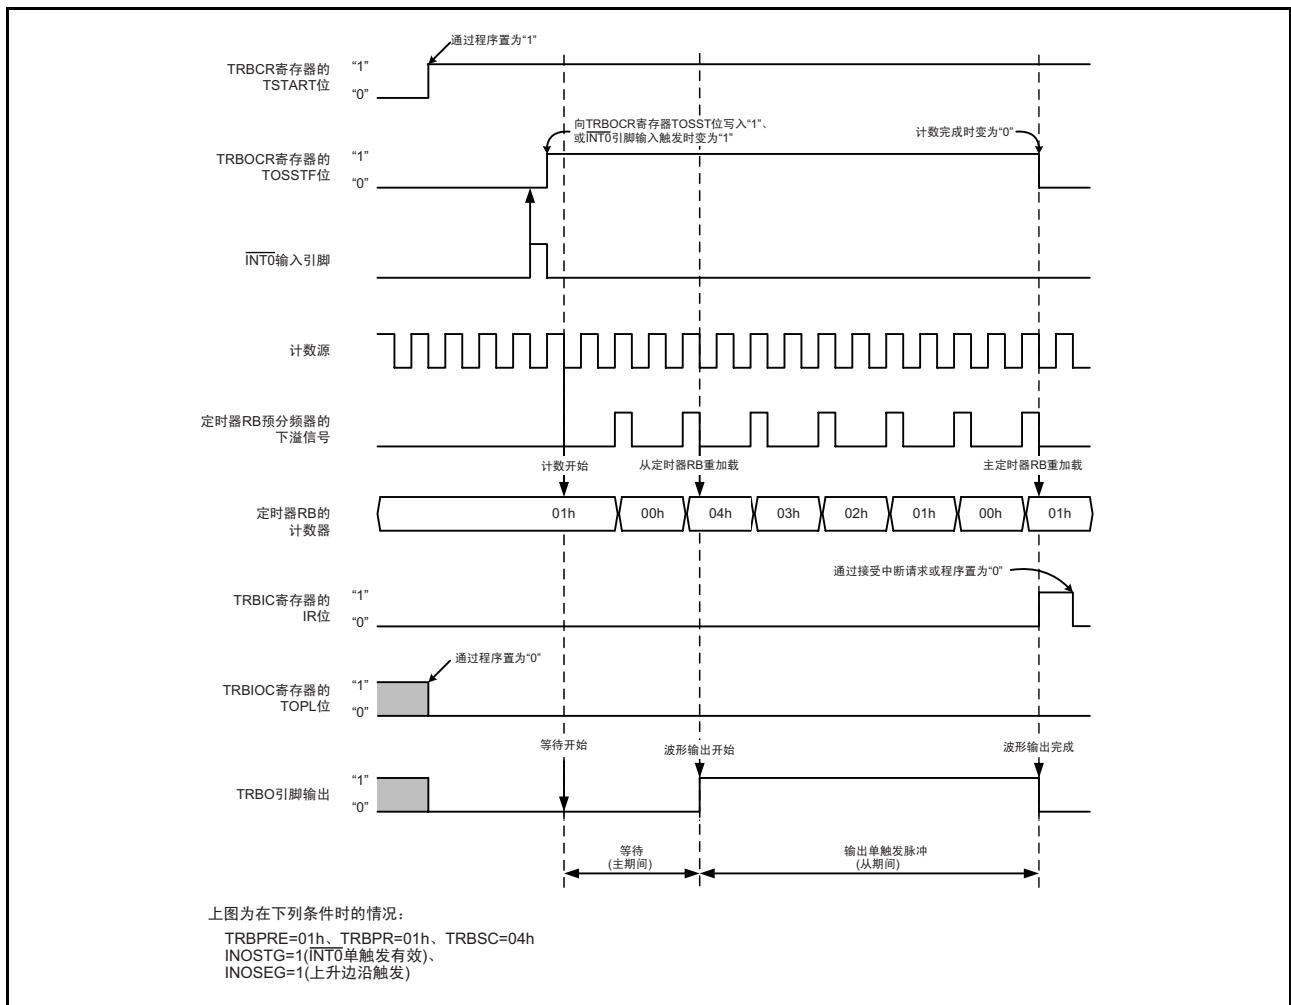 通过程序置为“1”
TRBCR寄存器的
TSTART位
“1”
“0”
向TRBOCR寄存器TOSST位写入“1”、
或INT0引脚输入触发时变为“1”
计数完成时变为“0”
TRBOCR寄存器的
TOSSTF位
“1”
“0”
INT0输入引脚
计数源
定时器RB预分频器的
下溢信号
计数开始
从定时器RB重加载
主定时器RB重加载
定时器RB的
计数器
01h
00h
04h
03h
02h
01h
00h
01h
通过接受中断请求或程序置为“0”
TRBIC寄存器的
IR位
“1”
“0”
通过程序置为“0”
TRBIOC寄存器的
TOPL位
“1”
“0”
等待开始
波形输出开始
波形输出完成
TRBO引脚输出
“1”
“0”
等待
(主期间)
输出单触发脉冲
(从期间)
上图为在下列条件时的情况：
TRBPRE=01h、TRBPR=01h、TRBSC=04h
INOSTG=1(INT0单触发有效)、
INOSEG=1(上升边沿触发)